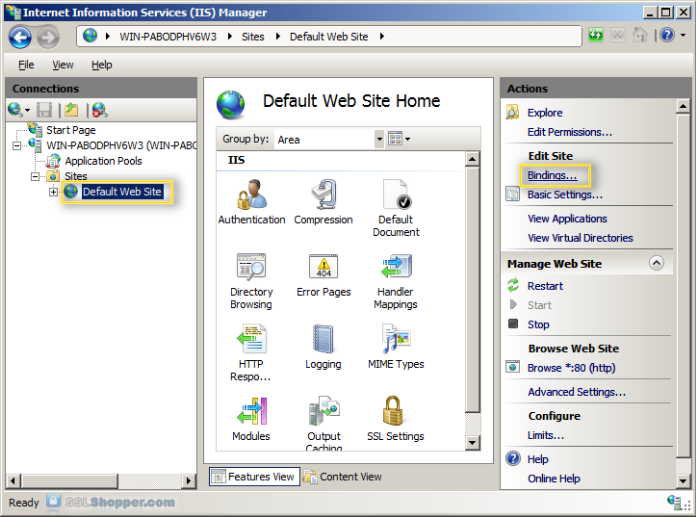 Internet Information Services (IIS) Manager
WIN-PABODPHV6W3 Sites Default Web Site
File View Help
Connections
Start Page
WIN-PABODPHV6W3 (WIN-PABO
Application Pools
Sites
Default Web Site
Default Web Site Home
Group by: Area
IIS
Authentication
Compression
Default
Document
Directory
Browsing
Error Pages
404
Handler
Mappings
HTTP
Respo...
Logging
MIME Types
Modules
Output
Caching
SSL Settings
Features View
Content View
Actions
Explore
Edit Permissions...
Edit Site
Bindings...
Basic Settings...
View Applications
View Virtual Directories
Manage Web Site
Restart
Start
Stop
Browse Web Site
Browse *:80 (http)
Advanced Settings...
Configure
Limits...
Help
Online Help
Ready
SSLShopper.com